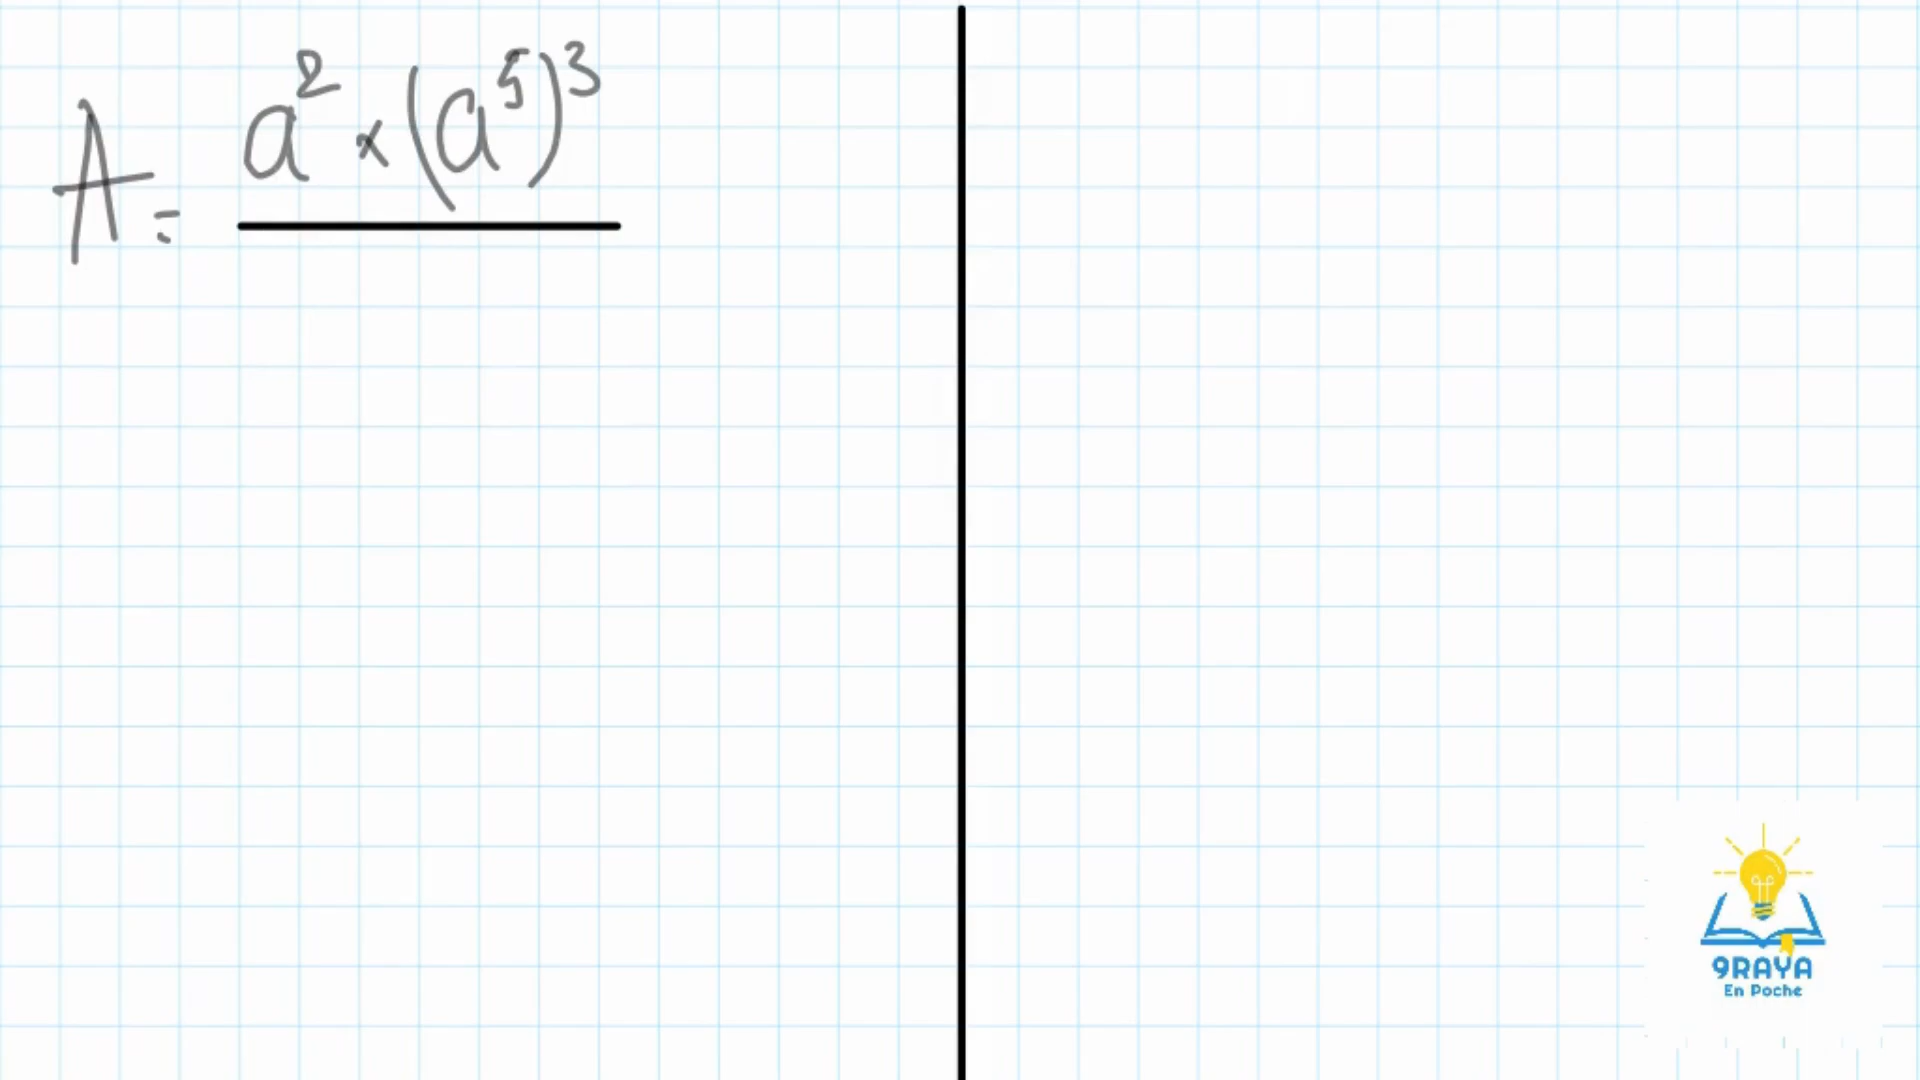 A = a² × (a⁵)³
9RAYA
En Poche